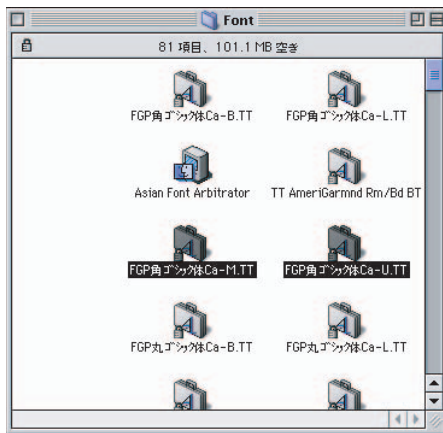 Font
81 項目、101.1 MB 空き
FGP角ｺﾞｼｯｸ体Ca-B.TT
FGP角ｺﾞｼｯｸ体Ca-L.TT
Asian Font Arbitrator
TT AmeriGarmnd Rm/Bd BT
FGP角ｺﾞｼｯｸ体Ca-M.TT
FGP角ｺﾞｼｯｸ体Ca-U.TT
FGP丸ｺﾞｼｯｸ体Ca-B.TT
FGP丸ｺﾞｼｯｸ体Ca-L.TT